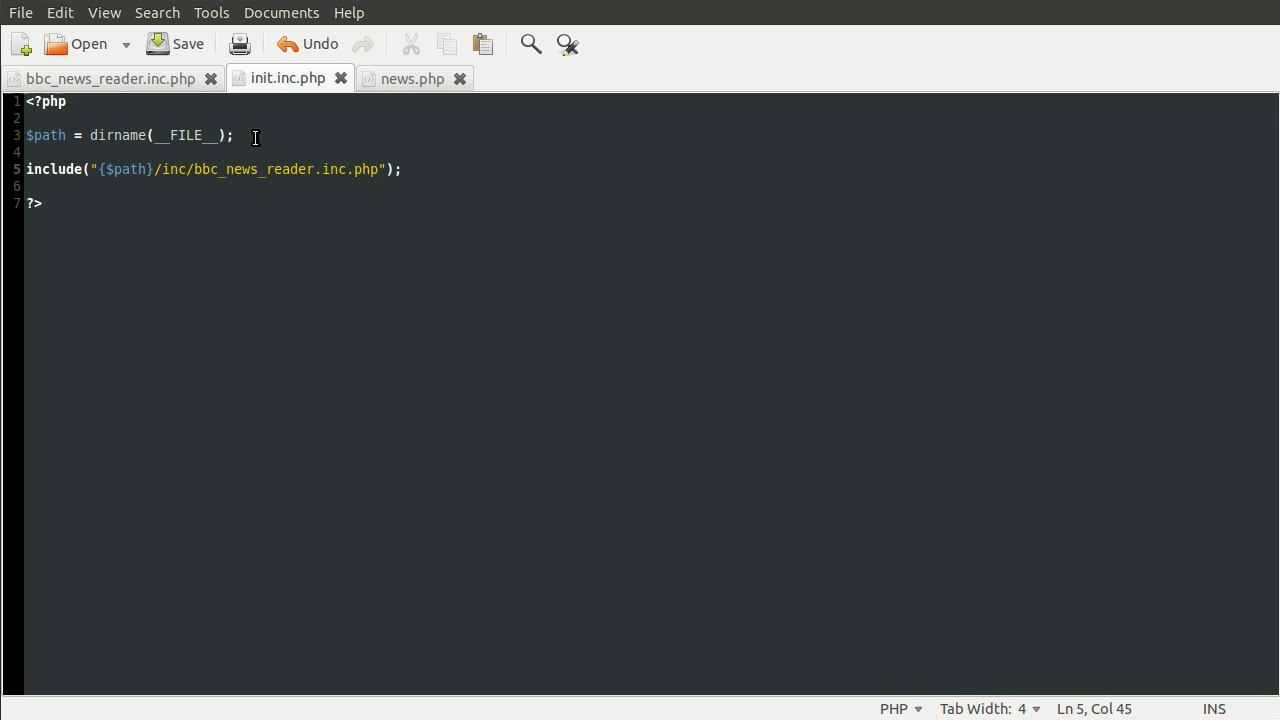 File Edit View Search Tools Documents Help
Open Save Undo
bbc_news_reader.inc.php init.inc.php news.php
1 <?php
2
3 $path = dirname(__FILE__);
4
5 include("{$path}/inc/bbc_news_reader.inc.php");
6
7 ?>
PHP Tab Width: 4 Ln 5, Col 45 INS